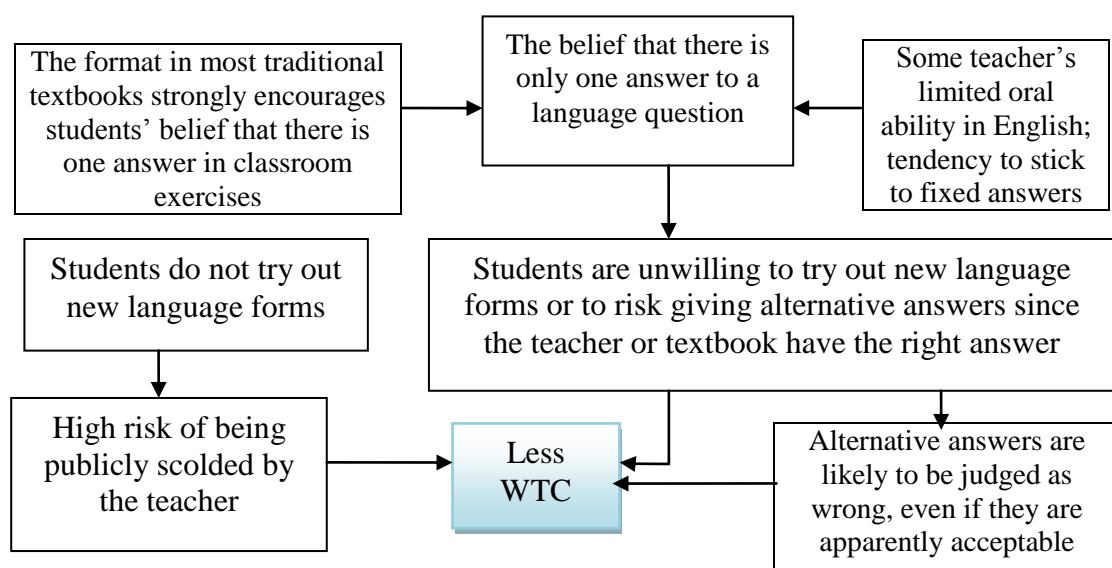 The format in most traditional
textbooks strongly encourages
students’ belief that there is
one answer in classroom
exercises
The belief that there is
only one answer to a
language question
Some teacher’s
limited oral
ability in English;
tendency to stick
to fixed answers
Students do not try out
new language forms
Students are unwilling to try out new language
forms or to risk giving alternative answers since
the teacher or textbook have the right answer
High risk of being
publicly scolded by
the teacher
Less
WTC
Alternative answers are
likely to be judged as
wrong, even if they are
apparently acceptable